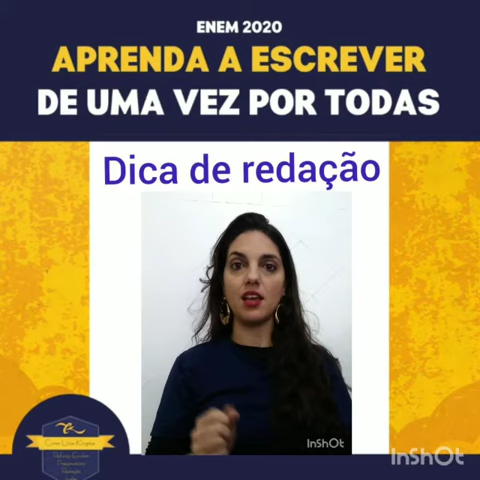 ENEM 2020
APRENDA A ESCREVER
DE UMA VEZ POR TODAS
Dica de redação
InShOt
InShOt